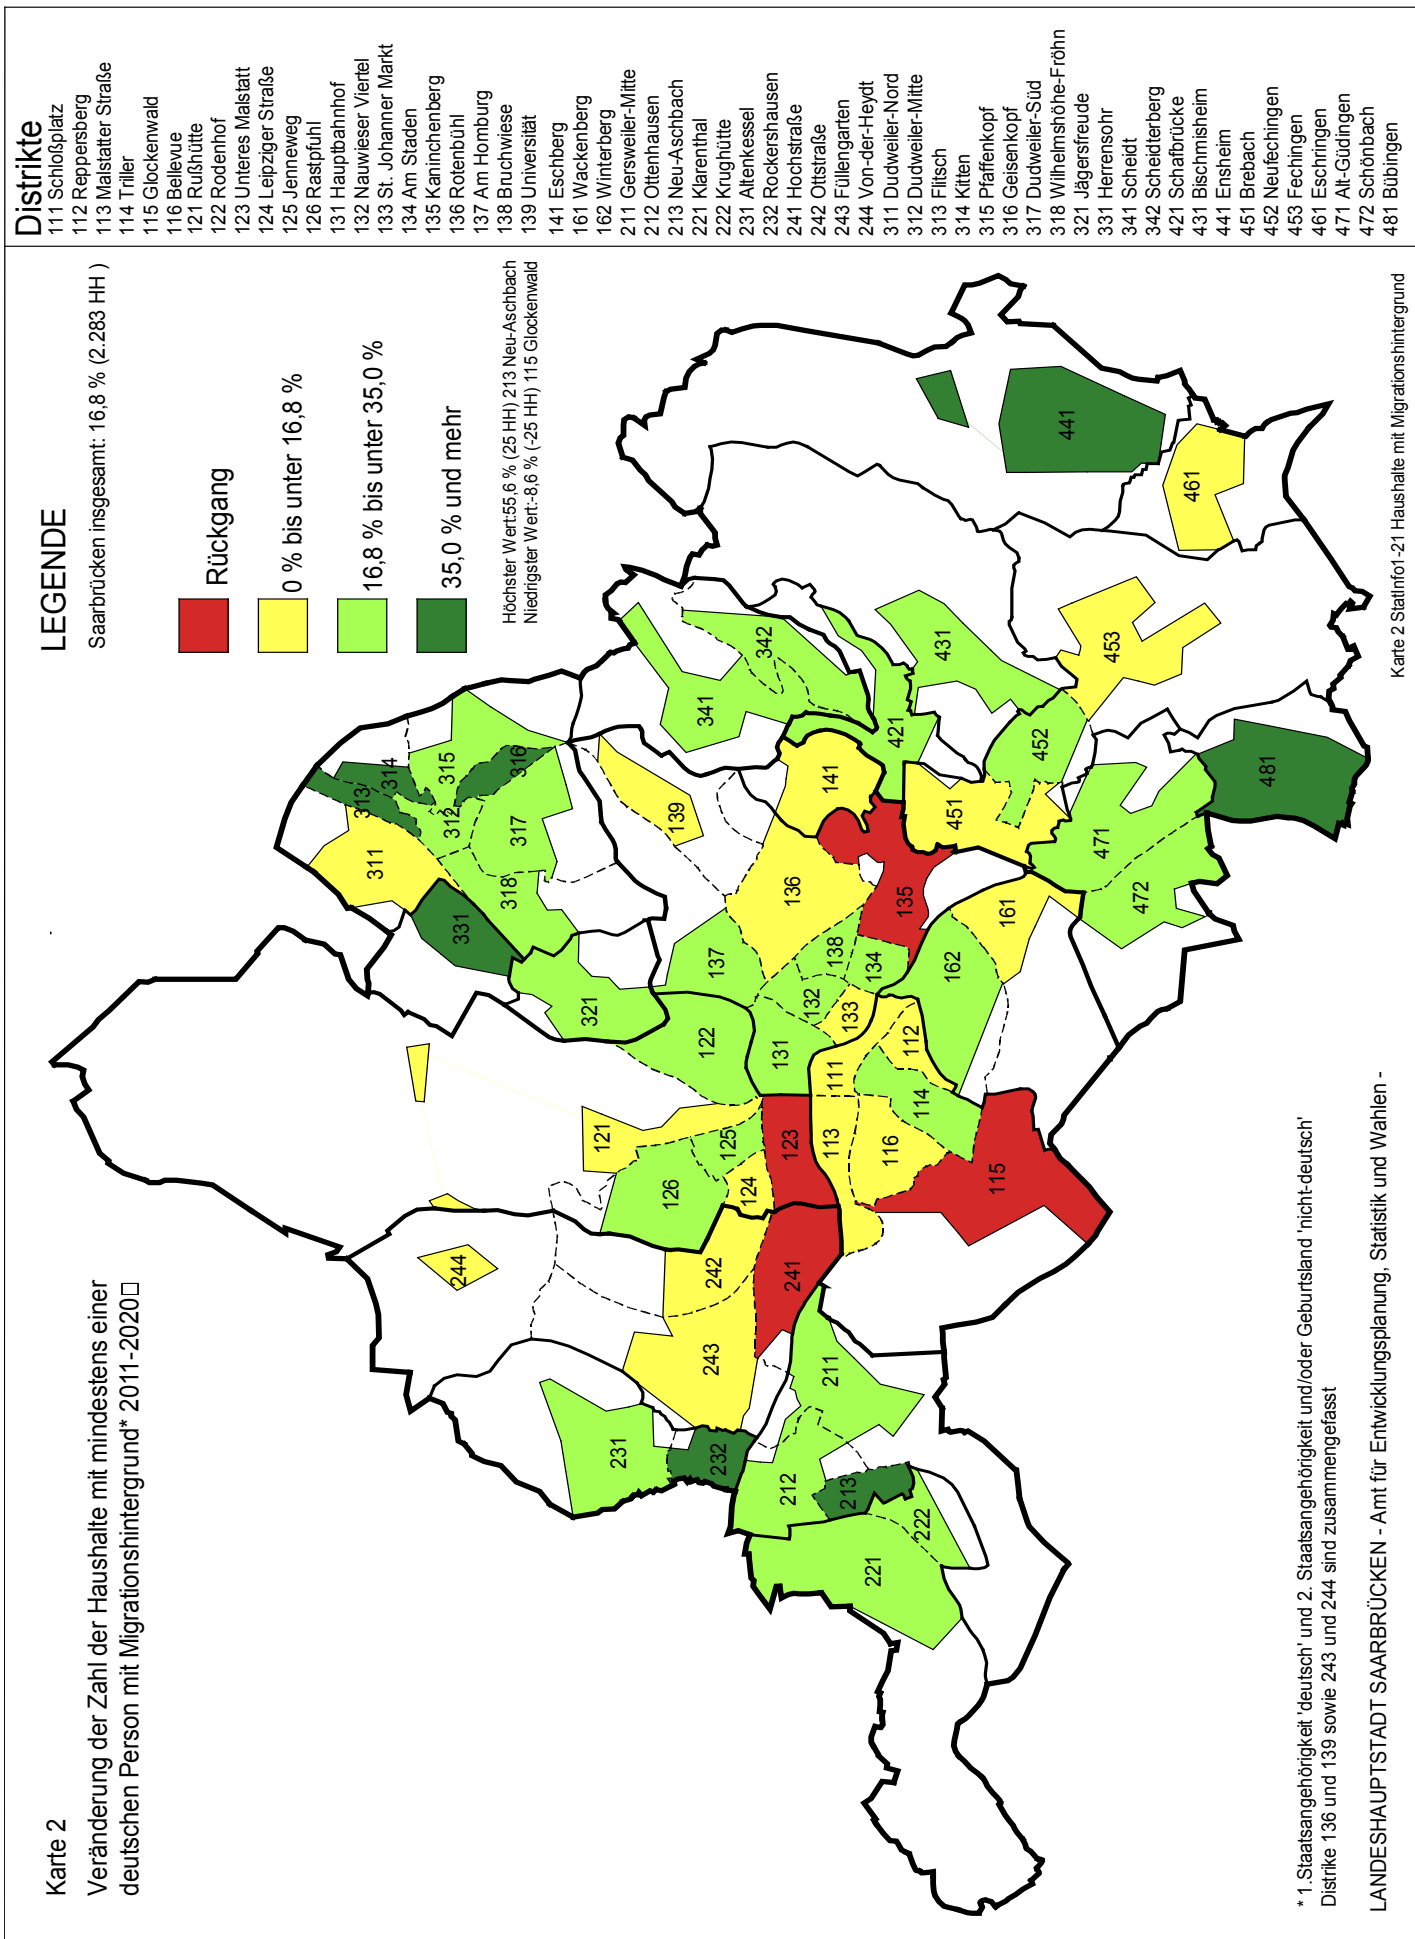 Karte 2
Veränderung der Zahl der Haushalte mit mindestens einer
deutschen Person mit Migrationshintergrund* 2011-2020□
LEGENDE
Saarbrücken insgesamt: 16,8 % (2.283 HH )
Rückgang
0 % bis unter 16,8 %
16,8 % bis unter 35,0 %
35,0 % und mehr
Höchster Wert:55,6 % (25 HH) 213 Neu-Aschbach
Niedrigster Wert:-8,6 % (-25 HH) 115 Glockenwald
Distrikte
111 Schloßplatz
112 Reppersberg
113 Malstatter Straße
114 Triller
115 Glockenwald
116 Bellevue
121 Rußhütte
122 Rodenhof
123 Unteres Malstatt
124 Leipziger Straße
125 Jenneweg
126 Rastpfuhl
131 Hauptbahnhof
132 Nauwieser Viertel
133 St. Johanner Markt
134 Am Staden
135 Kaninchenberg
136 Rotenbühl
137 Am Homburg
138 Bruchwiese
139 Universität
141 Eschberg
161 Wackenberg
162 Winterberg
211 Gersweiler-Mitte
212 Ottenhausen
213 Neu-Aschbach
221 Klarenthal
222 Krughütte
231 Altenkessel
232 Rockershausen
241 Hochstraße
242 Ottstraße
243 Füllengarten
244 Von-der-Heydt
311 Dudweiler-Nord
312 Dudweiler-Mitte
313 Flitsch
314 Kitten
315 Pfaffenkopf
316 Geisenkopf
317 Dudweiler-Süd
318 Wilhelmshöhe-Fröhn
321 Jägersfreude
331 Herrensohr
341 Scheidt
342 Scheidterberg
421 Schafbrücke
431 Bischmisheim
441 Ensheim
451 Brebach
452 Neufechingen
453 Fechingen
461 Eschringen
471 Alt-Güdingen
472 Schönbach
481 Bübingen
313
314
315
316
312
317
311
318
331
321
139
341
342
141
421
431
441
461
453
452
451
481
471
472
136
135
137
138
134
132
133
131
122
161
162
112
111
114
113
116
115
121
125
126
124
123
244
242
241
243
231
232
211
212
213
222
221
* 1.Staatsangehörigkeit 'deutsch' und 2. Staatsangehörigkeit und/oder Geburtsland 'nicht-deutsch'
Distrike 136 und 139 sowie 243 und 244 sind zusammengefasst
LANDESHAUPTSTADT SAARBRÜCKEN - Amt für Entwicklungsplanung, Statistik und Wahlen -
Karte 2 StatInfo1-21 Haushalte mit Migrationshintergrund